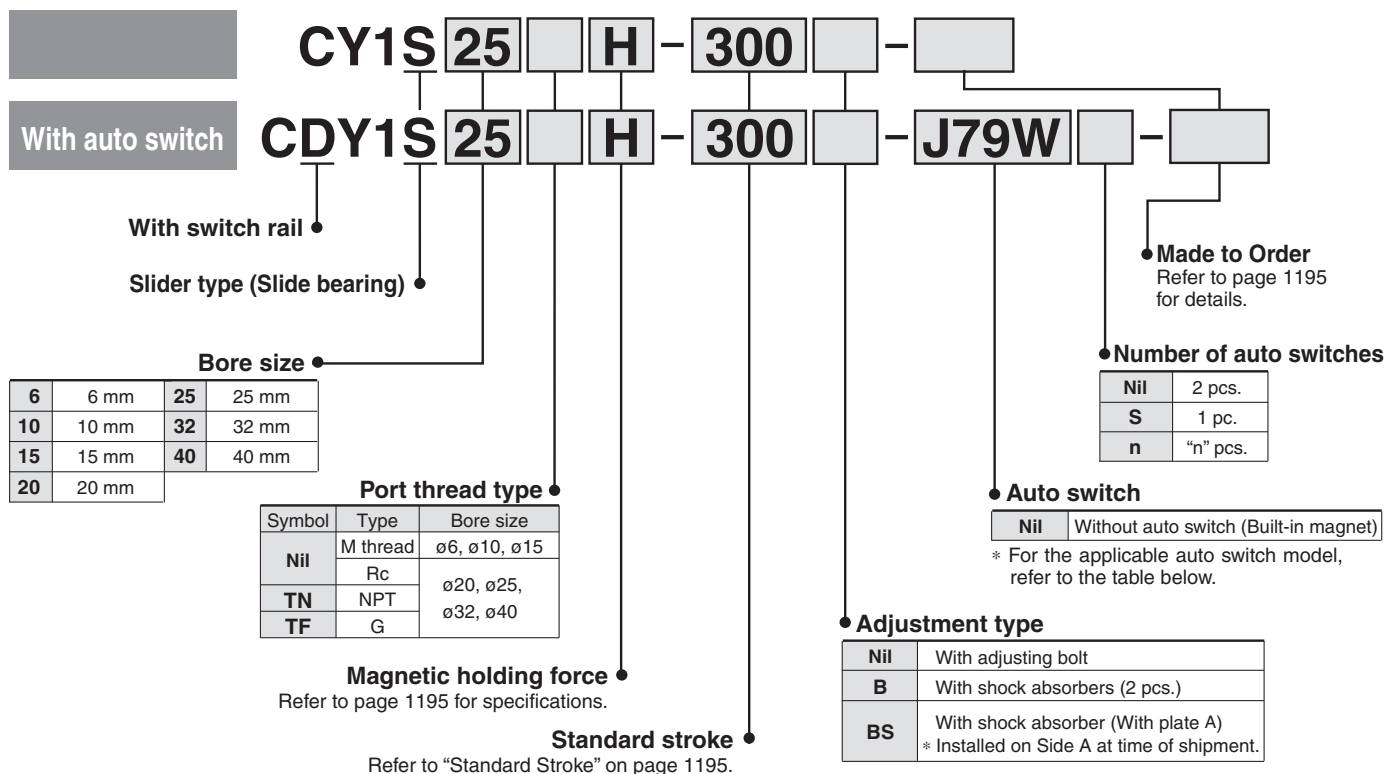 CY1S 25 H - 300 -
With auto switch CDY1S 25 H - 300 - J79W -
With switch rail
Slider type (Slide bearing)
Made to Order
Refer to page 1195
for details.
Bore size
6 6 mm 25 25 mm
10 10 mm 32 32 mm
15 15 mm 40 40 mm
20 20 mm
Number of auto switches
Nil 2 pcs.
S 1 pc.
n “n” pcs.
Port thread type
Symbol Type Bore size
Nil M thread ø6, ø10, ø15
Rc ø20, ø25,
TN NPT ø32, ø40
TF G
Auto switch
Nil Without auto switch (Built-in magnet)
* For the applicable auto switch model,
refer to the table below.
Adjustment type
Nil With adjusting bolt
B With shock absorbers (2 pcs.)
BS With shock absorber (With plate A)
* Installed on Side A at time of shipment.
Magnetic holding force
Refer to page 1195 for specifications.
Standard stroke
Refer to “Standard Stroke” on page 1195.